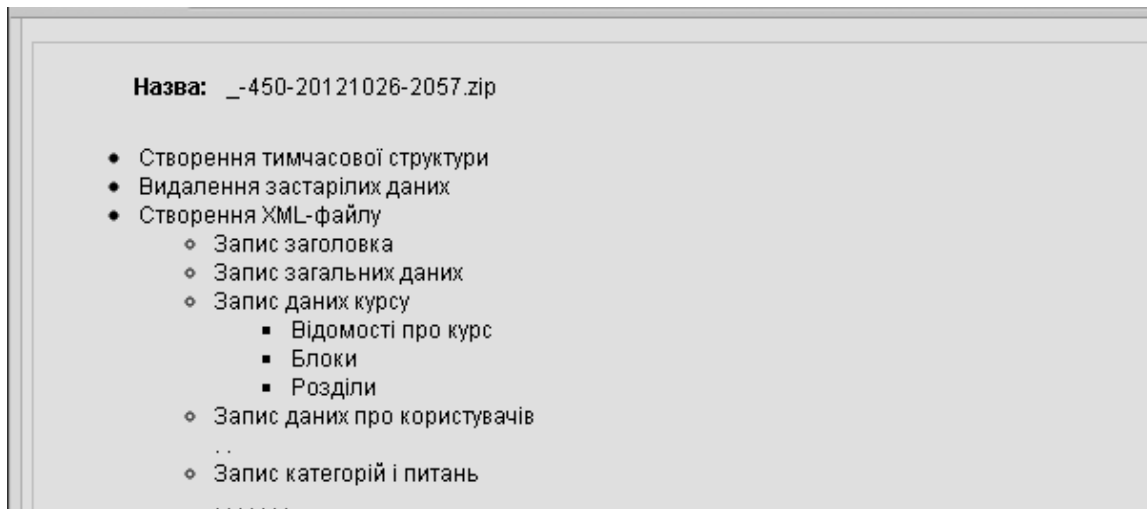 Назва: _-450-20121026-2057.zip
Створення тимчасової структури
Видалення застарілих даних
Створення XML-файлу
Запис заголовка
Запис загальних даних
Запис даних курсу
Відомості про курс
Блоки
Розділи
Запис даних про користувачів
. .
Запис категорій і питань
. . . . . . .